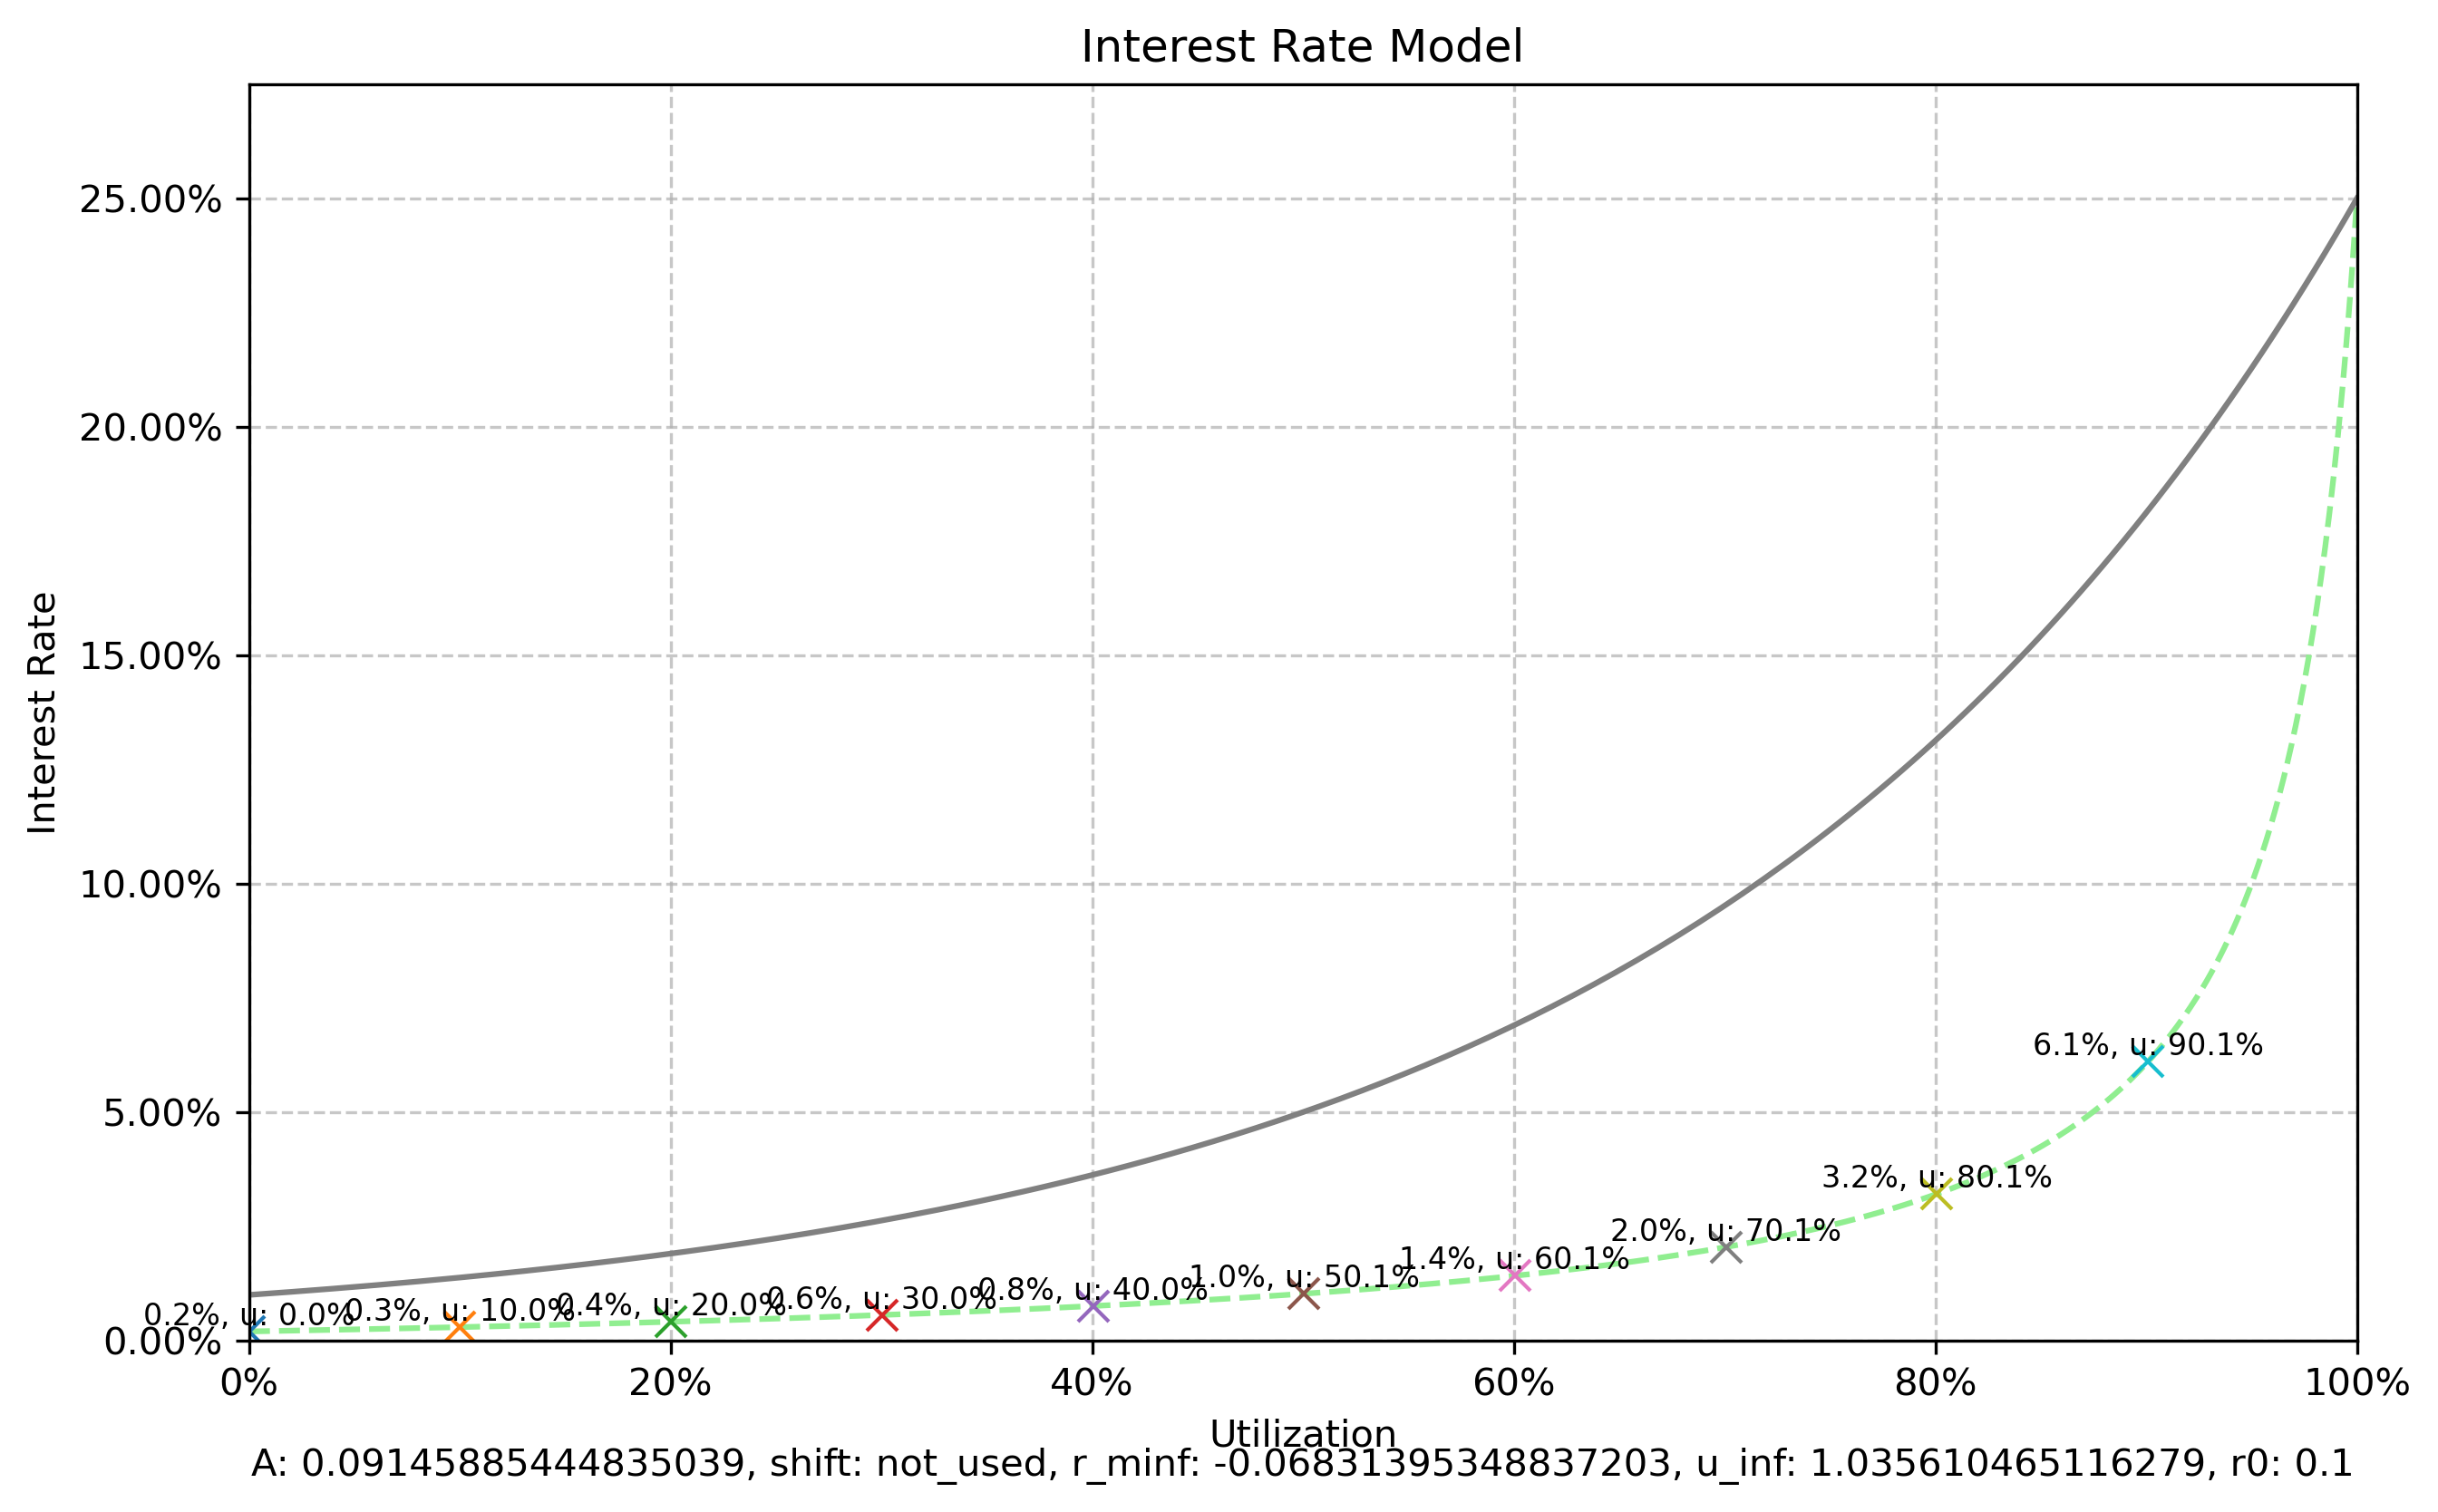 Interest Rate Model
25.00%
20.00%
15.00%
10.00%
5.00%
0.00%
Interest Rate
6.1%, u: 90.1%
3.2%, u: 80.1%
2.0%, u: 70.1%
1.4%, u: 60.1%
1.0%, u: 50.1%
0.8%, u: 40.0%
0.6%, u: 30.0%
0.4%, u: 20.0%
0.3%, u: 10.0%
0.2%, u: 0.0%
0% 20% 40% 60% 80% 100%
Utilization
A: 0.09145885444835039, shift: not_used, r_minf: -0.06831395348837203, u_inf: 1.035610465116279, r0: 0.1